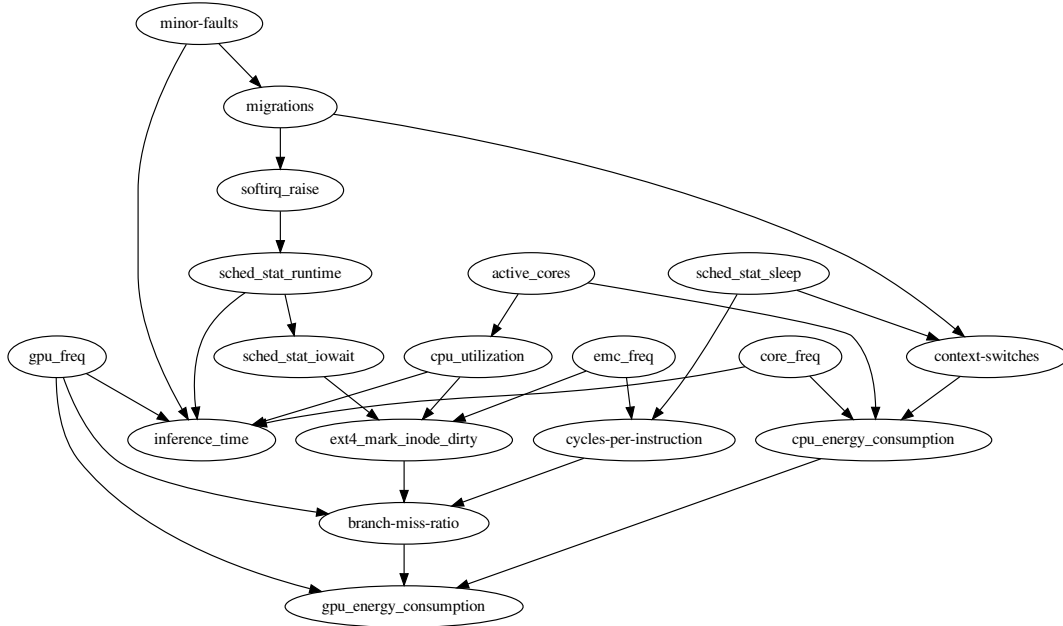 minor-faults
migrations
softirq_raise
sched_stat_runtime
active_cores
sched_stat_sleep
gpu_freq
sched_stat_iowait
cpu_utilization
emc_freq
core_freq
context-switches
inference_time
ext4_mark_inode_dirty
cycles-per-instruction
cpu_energy_consumption
branch-miss-ratio
gpu_energy_consumption